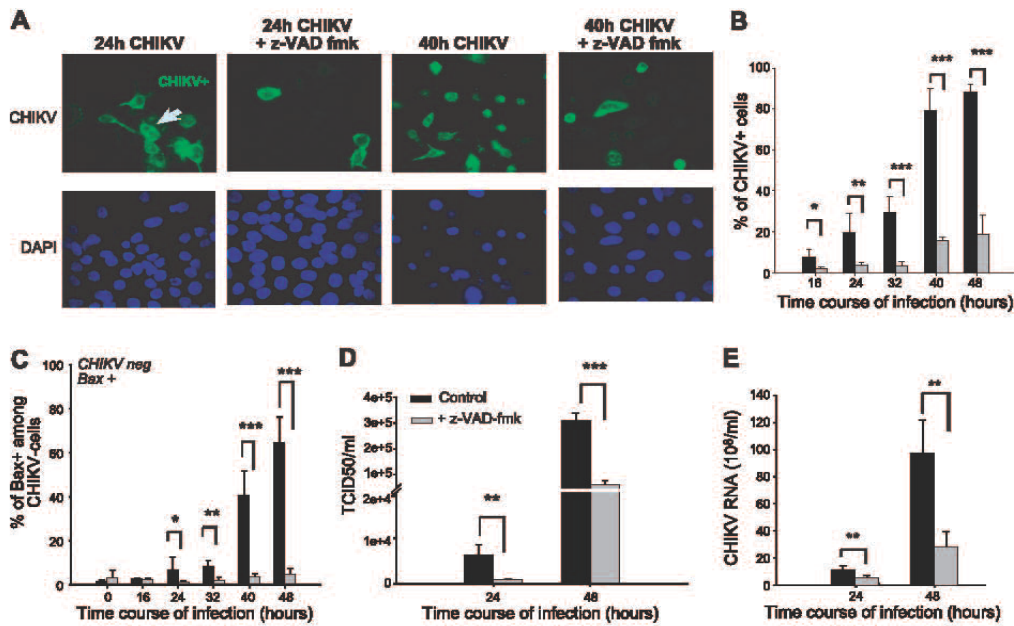 A
24h CHIKV
24h CHIKV
+ z-VAD fmk
40h CHIKV
40h CHIKV
+ z-VAD fmk
CHIKV
CHIKV+
DAPI
B
% of CHIKV+ cells
100
80
60
40
20
0
*
**
***
***
***
16
24
32
40
48
Time course of infection (hours)
C
CHIKV neg
Bax +
% of Bax+ among
CHIKV-cells
100
80
60
40
20
0
*
**
***
***
0
16
24
32
40
48
Time course of infection (hours)
D
TCID50/ml
4e+5
3e+5
2e+5
1e+5
2e+4
1e+4
0
Control
+ z-VAD-fmk
**
***
24
48
Time course of infection (hours)
E
CHIKV RNA (10⁶/ml)
140
120
100
80
60
40
20
0
**
**
24
48
Time course of infection (hours)